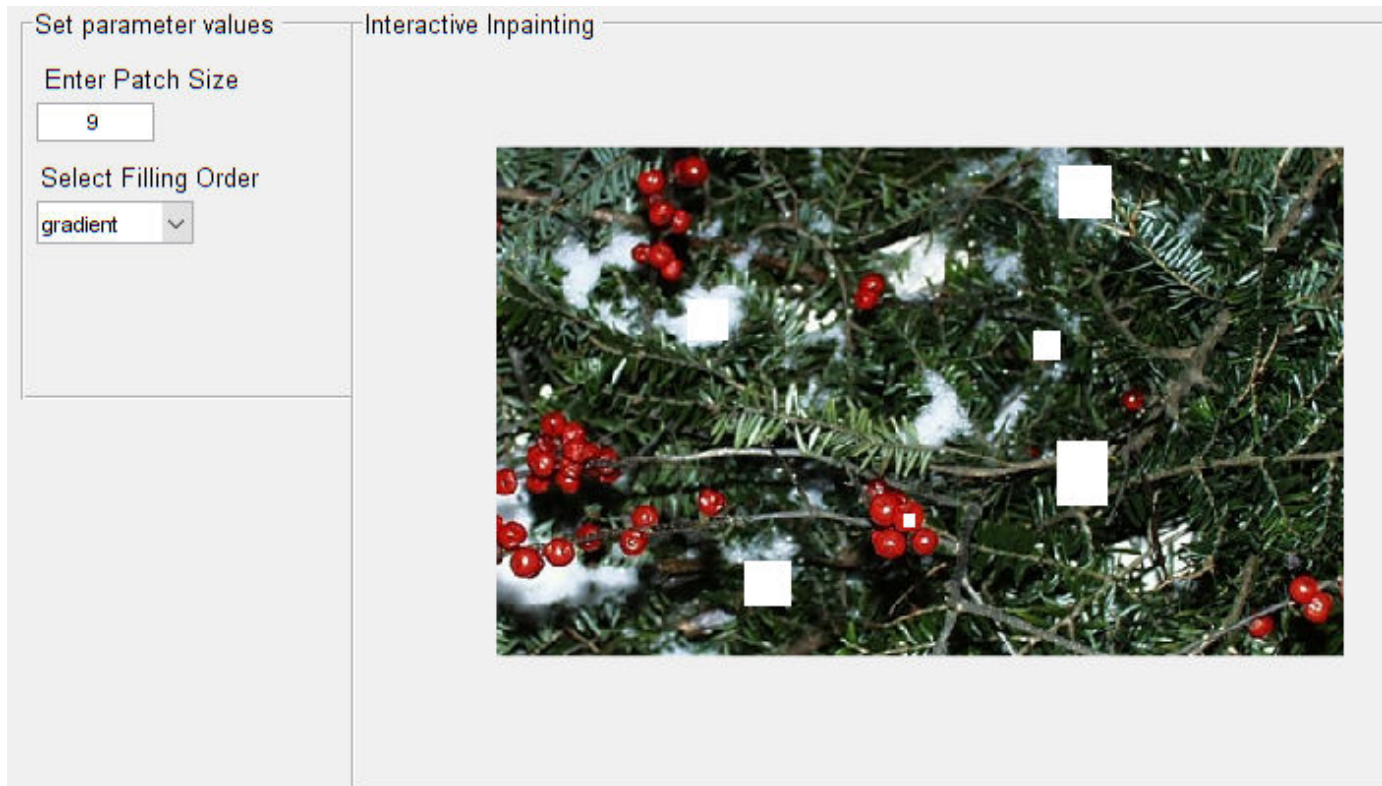 Set parameter values
Interactive Inpainting
Enter Patch Size
9
Select Filling Order
gradient